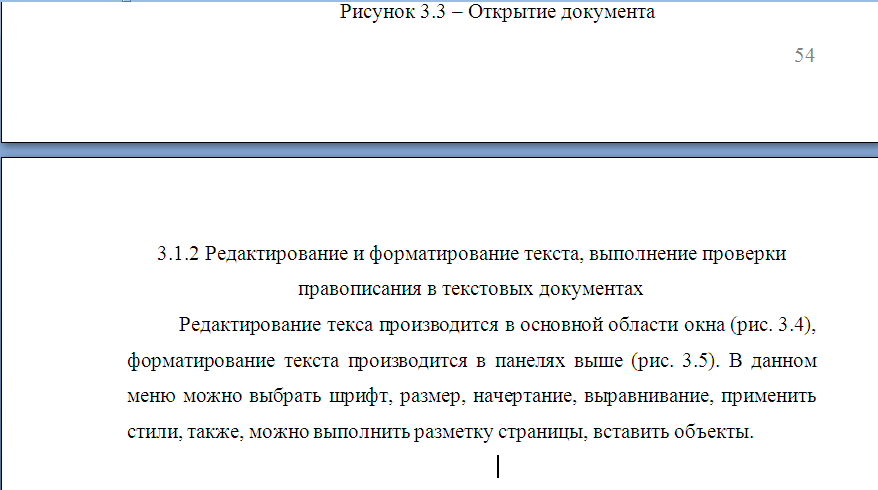 Рисунок 3.3 – Открытие документа
54
3.1.2 Редактирование и форматирование текста, выполнение проверки
правописания в текстовых документах
Редактирование текса производится в основной области окна (рис. 3.4),
форматирование текста производится в панелях выше (рис. 3.5). В данном
меню можно выбрать шрифт, размер, начертание, выравнивание, применить
стили, также, можно выполнить разметку страницы, вставить объекты.